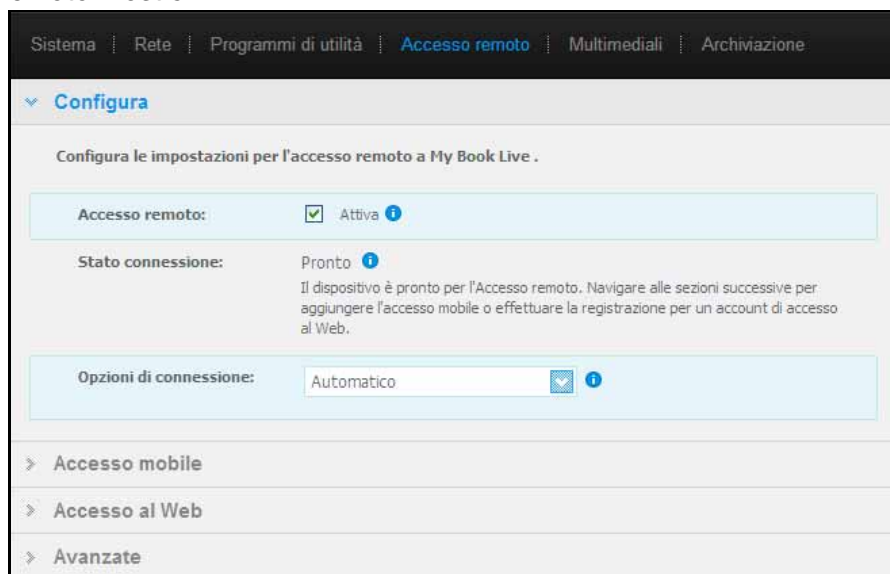 Sistema Rete Programmi di utilità Accesso remoto Multimediali Archiviazione
Configura
Configura le impostazioni per l'accesso remoto a My Book Live .
Accesso remoto: Attiva
Stato connessione: Pronto
Il dispositivo è pronto per l'Accesso remoto. Navigare alle sezioni successive per
aggiungere l'accesso mobile o effettuare la registrazione per un account di accesso
al Web.
Opzioni di connessione: Automatico
Accesso mobile
Accesso al Web
Avanzate